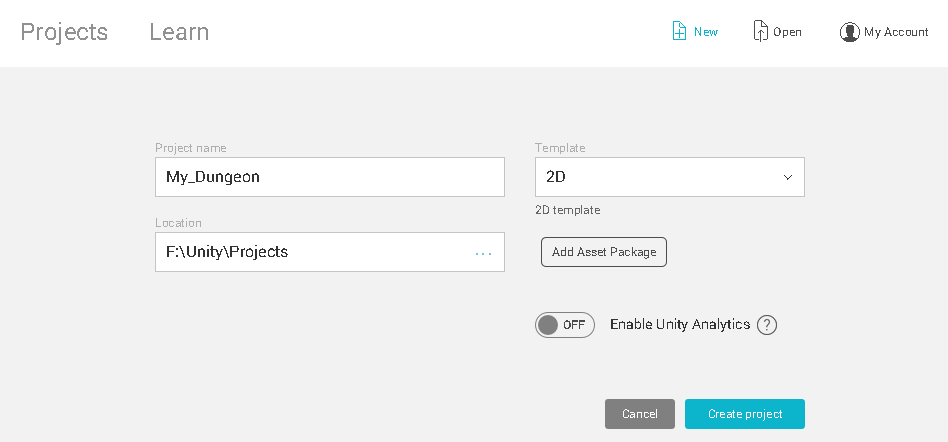 Projects Learn New Open My Account
Project name
My_Dungeon
Template
2D
2D template
Location
F:\Unity\Projects ...
Add Asset Package
OFF Enable Unity Analytics ?
Cancel Create project